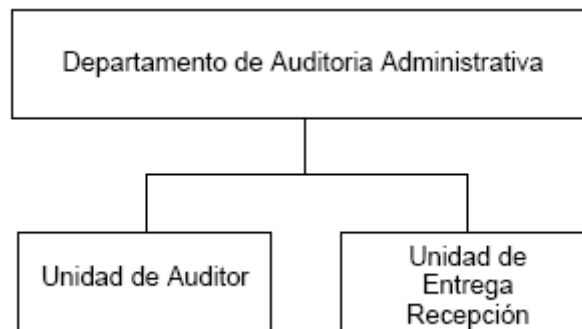 Departamento de Auditoria Administrativa
Unidad de Auditor
Unidad de
Entrega
Recepción